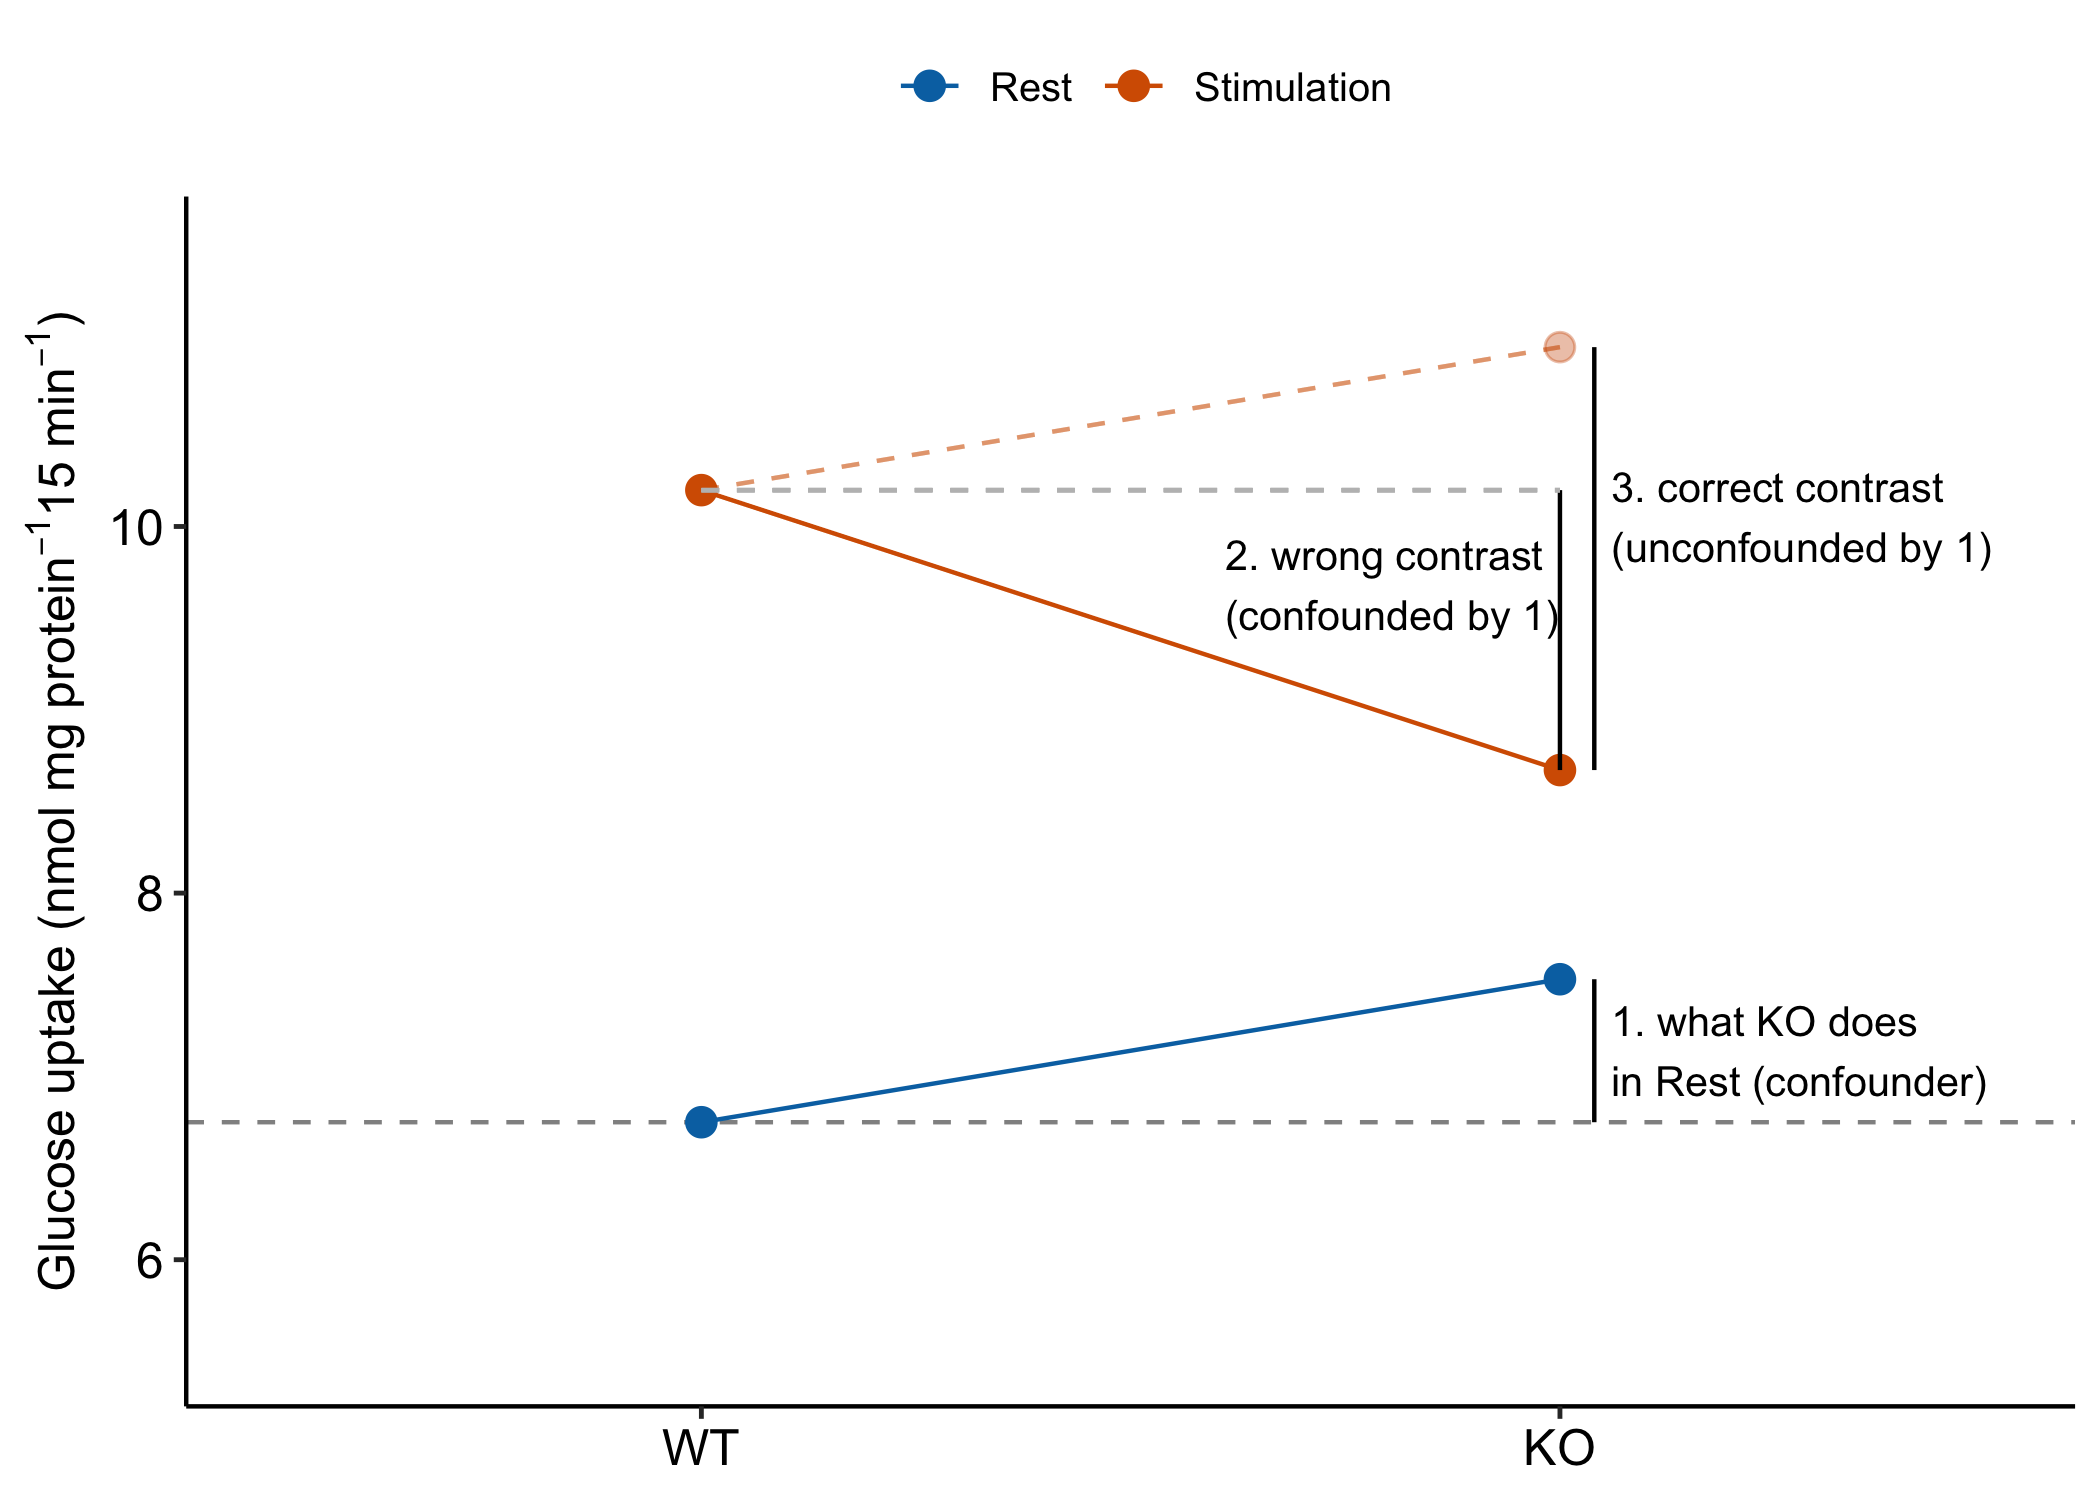 Rest Stimulation
Glucose uptake (nmol mg protein⁻¹15 min⁻¹)
10
8
6
3. correct contrast
(unconfounded by 1)
2. wrong contrast
(confounded by 1)
1. what KO does
in Rest (confounder)
WT KO